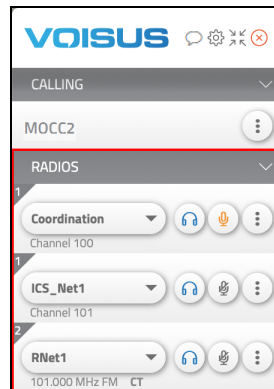 VOISUS
CALLING
MOCC2
RADIOS
1
Coordination
Channel 100
1
ICS_Net1
Channel 101
2
RNet1
101.000 MHz FM CT